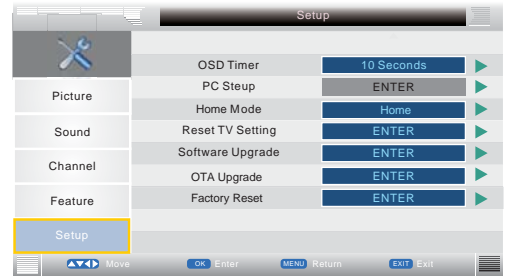 Setup
OSD Timer 10 Seconds
PC Steup ENTER
Home Mode Home
Reset TV Setting ENTER
Software Upgrade ENTER
OTA Upgrade ENTER
Factory Reset ENTER
Picture
Sound
Channel
Feature
Setup
Move OK Enter MENU Return EXIT Exit